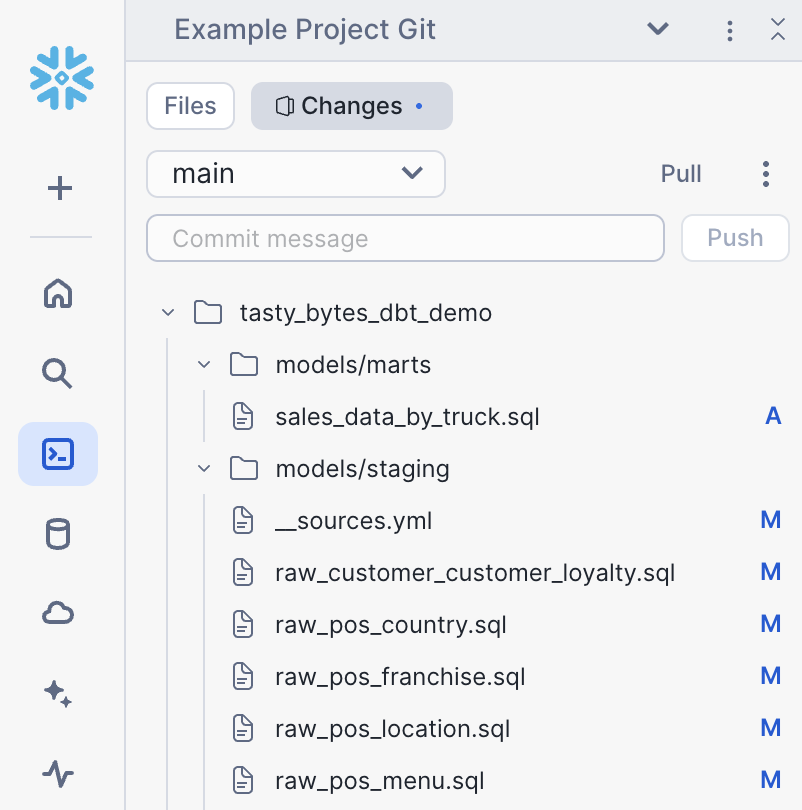 Example Project Git
Files Changes
main Pull
Commit message Push
tasty_bytes_dbt_demo
models/marts
sales_data_by_truck.sql A
models/staging
__sources.yml M
raw_customer_customer_loyalty.sql M
raw_pos_country.sql M
raw_pos_franchise.sql M
raw_pos_location.sql M
raw_pos_menu.sql M